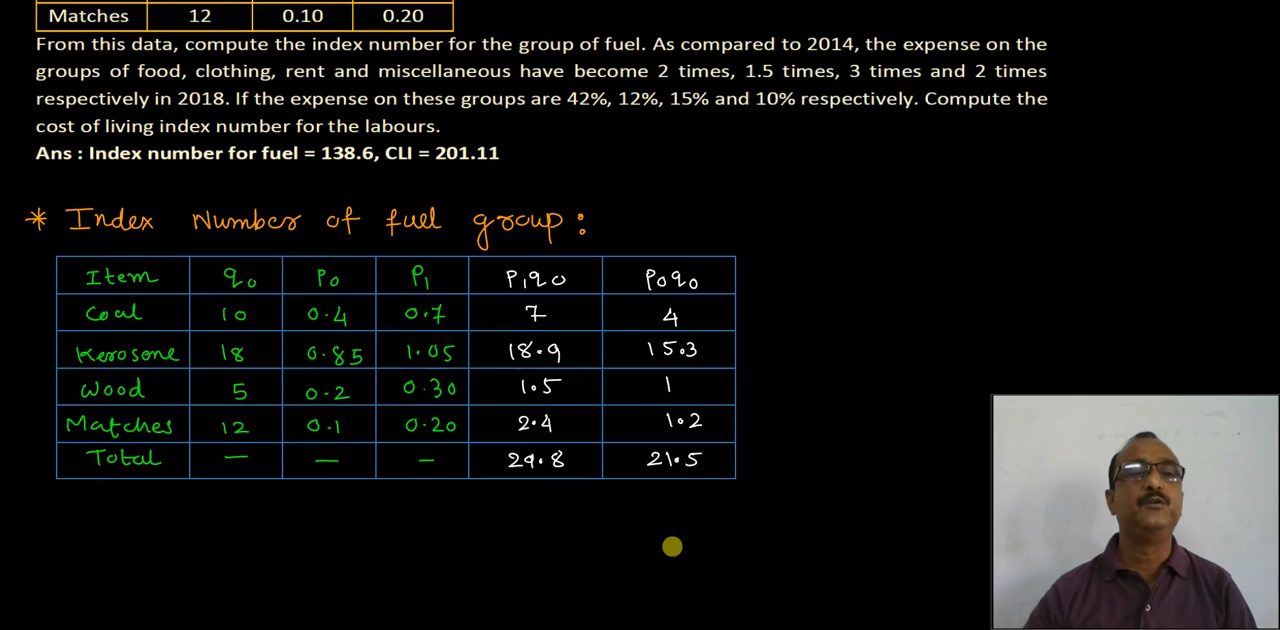 Matches 12 0.10 0.20
From this data, compute the index number for the group of fuel. As compared to 2014, the expense on the
groups of food, clothing, rent and miscellaneous have become 2 times, 1.5 times, 3 times and 2 times
respectively in 2018. If the expense on these groups are 42%, 12%, 15% and 10% respectively. Compute the
cost of living index number for the labours.
Ans : Index number for fuel = 138.6, CLI = 201.11
* Index Number of fuel group:
Item q0 P0 P1 P1q0 P0q0
Coal 10 0.4 0.7 7 4
Kerosone 18 0.85 1.05 18.9 15.3
Wood 5 0.2 0.30 1.5 1
Matches 12 0.1 0.20 2.4 1.2
Total — — — 29.8 21.5